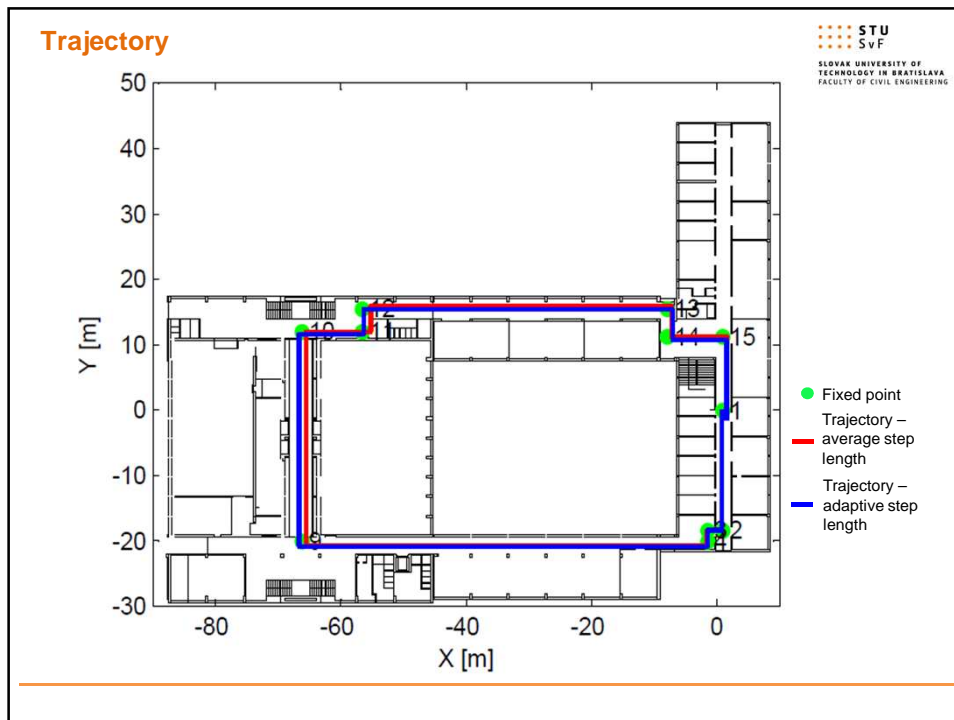 Trajectory
STU
SvF
SLOVAK UNIVERSITY OF
TECHNOLOGY IN BRATISLAVA
FACULTY OF CIVIL ENGINEERING
50
40
30
20
10
0
-10
-20
-30
Y [m]
-80
-60
-40
-20
0
X [m]
12
13
10
11
14
15
1
2
9
Fixed point
Trajectory –
average step
length
Trajectory –
adaptive step
length